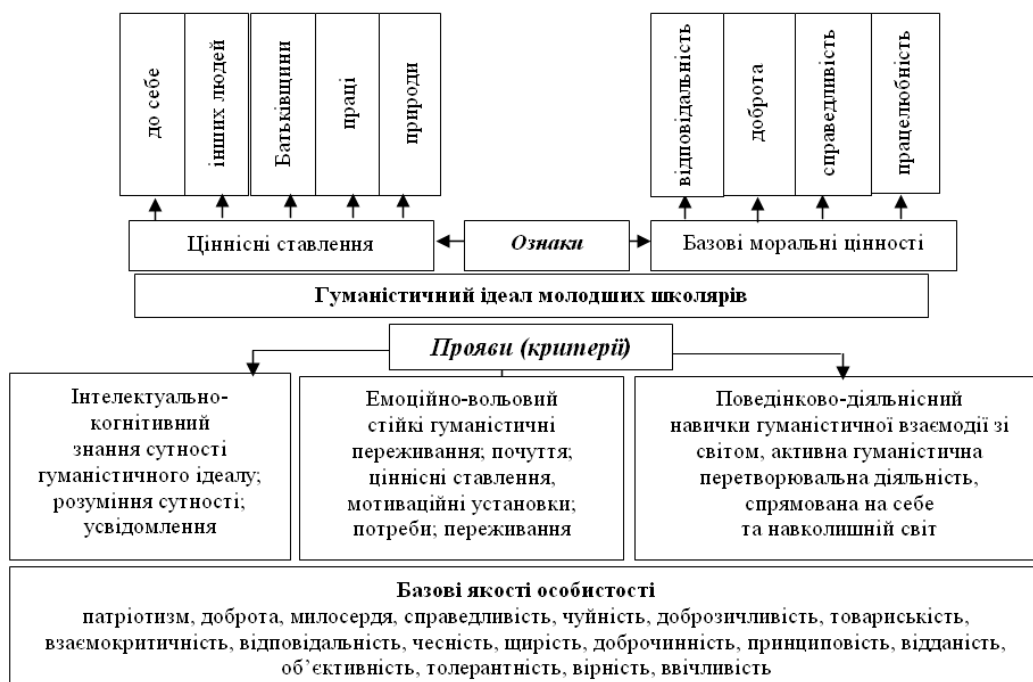 до себе
інших людей
Батьківщини
праці
природи
відповідальність
доброта
справедливість
працелюбність
Ціннісні ставлення
Ознаки
Базові моральні цінності
Гуманістичний ідеал молодших школярів
Прояви (критерії)
Інтелектуально-
когнітивний
знання сутності
гуманістичного ідеалу;
розуміння сутності;
усвідомлення
Емоційно-вольовий
стійкі гуманістичні
переживання; почуття;
ціннісні ставлення,
мотиваційні установки;
потреби; переживання
Поведінково-діяльнісний
навички гуманістичної взаємодії зі
світом, активна гуманістична
перетворювальна діяльність,
спрямована на себе
та навколишній світ
Базові якості особистості
патріотизм, доброта, милосердя, справедливість, чуйність, доброзичливість, товариськість,
взаємокритичність, відповідальність, чесність, щирість, доброчинність, принциповість, відданість,
об’єктивність, толерантність, вірність, ввічливість